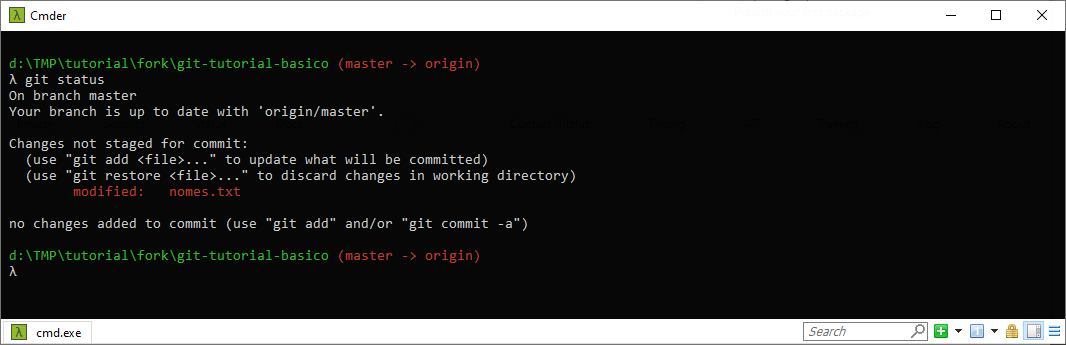 Cmder
d:\TMP\tutorial\fork\git-tutorial-basico (master -> origin)
λ git status
On branch master
Your branch is up to date with 'origin/master'.
Changes not staged for commit:
(use "git add <file>..." to update what will be committed)
(use "git restore <file>..." to discard changes in working directory)
modified: nomes.txt
no changes added to commit (use "git add" and/or "git commit -a")
d:\TMP\tutorial\fork\git-tutorial-basico (master -> origin)
λ
cmd.exe
Search